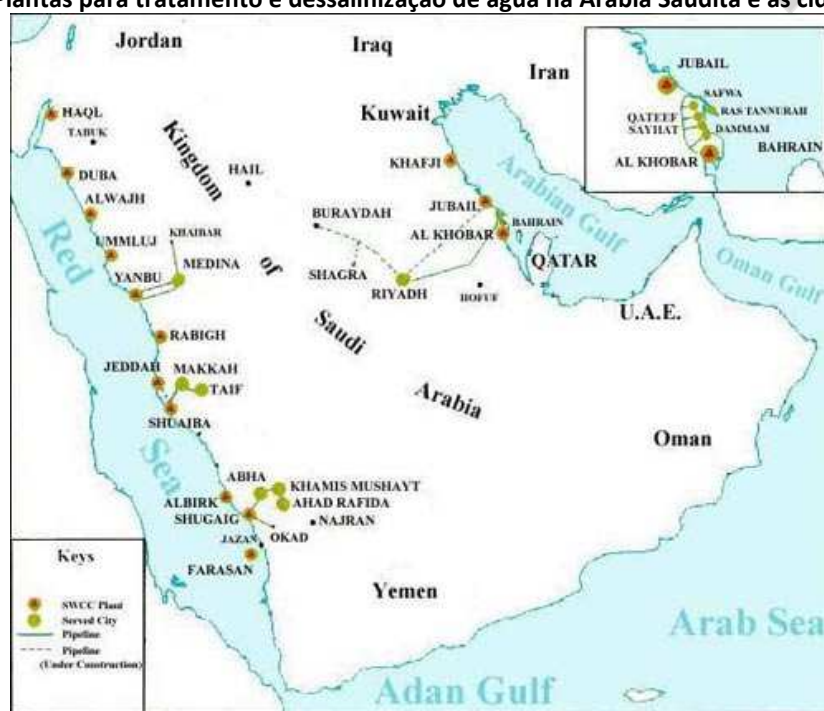 Plantas para tratamento e dessalinização de água na Arábia Saudita e as cid
Jordan
Iraq
Iran
Kuwait
JUBAIL
SAFWA
RAS TANNURAH
QATEEF
SAYHAT
DAMMAM
BAHRAIN
AL KHOBAR
HAQL
TABUK
Kingdom
HAIL
KHAFJI
Arabian Gulf
DUBA
ALWAJH
JUBAIL
BURAYDAH
BAHRAIN
AL KHOBAR
Red
UMMLUJ
KHAIBAR
MEDINA
of
QATAR
Oman Gulf
YANBU
SHAGRA
RIYADH
HOFUF
U.A.E.
RABIGH
Saudi
JEDDAH
MAKKAH
TAIF
Arabia
SHUAIBA
Oman
Sea
ABHA
KHAMIS MUSHAYT
ALBIRK
AHAD RAFIDA
SHUGAIG
NAJRAN
JAZAN
OKAD
FARASAN
Yemen
Keys
SWCC Plant
Served City
Pipeline
Pipeline
(Under Construction)
Arab Sea
Adan Gulf